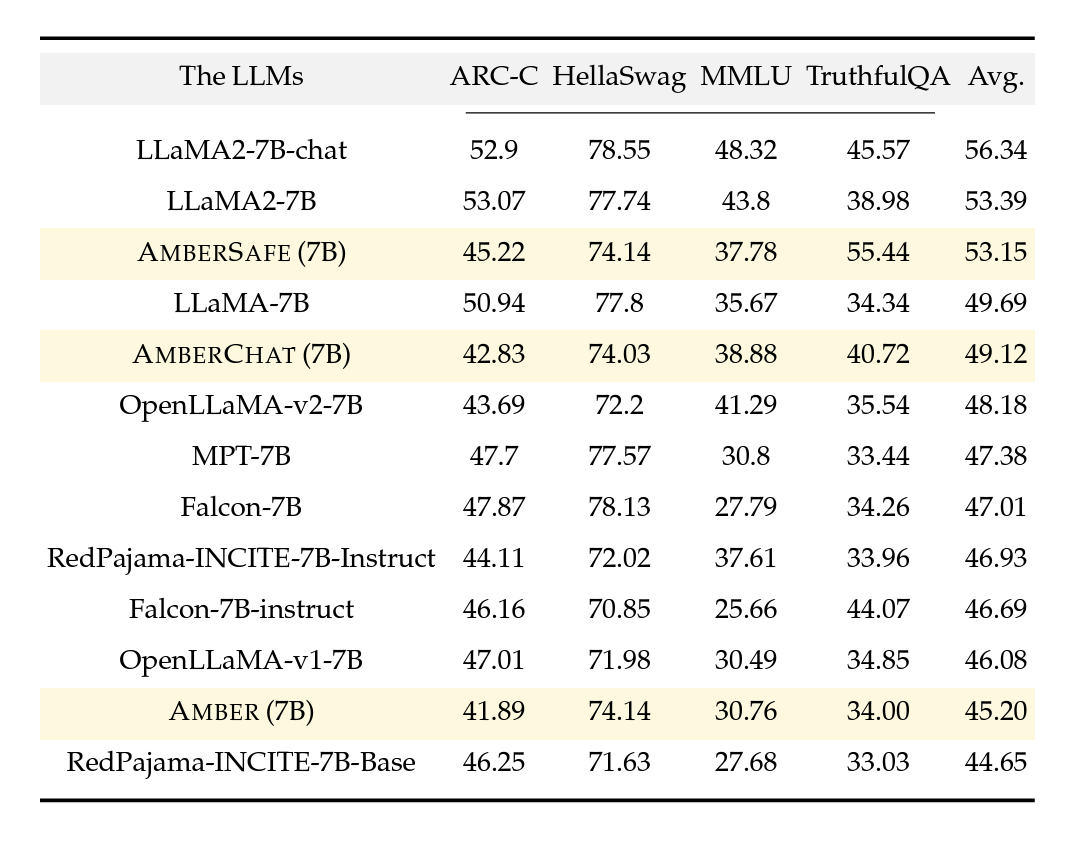 The LLMs ARC-C HellaSwag MMLU TruthfulQA Avg.
LLaMA2-7B-chat 52.9 78.55 48.32 45.57 56.34
LLaMA2-7B 53.07 77.74 43.8 38.98 53.39
AMBERSAFE (7B) 45.22 74.14 37.78 55.44 53.15
LLaMA-7B 50.94 77.8 35.67 34.34 49.69
AMBERCHAT (7B) 42.83 74.03 38.88 40.72 49.12
OpenLLaMA-v2-7B 43.69 72.2 41.29 35.54 48.18
MPT-7B 47.7 77.57 30.8 33.44 47.38
Falcon-7B 47.87 78.13 27.79 34.26 47.01
RedPajama-INCITE-7B-Instruct 44.11 72.02 37.61 33.96 46.93
Falcon-7B-instruct 46.16 70.85 25.66 44.07 46.69
OpenLLaMA-v1-7B 47.01 71.98 30.49 34.85 46.08
AMBER (7B) 41.89 74.14 30.76 34.00 45.20
RedPajama-INCITE-7B-Base 46.25 71.63 27.68 33.03 44.65